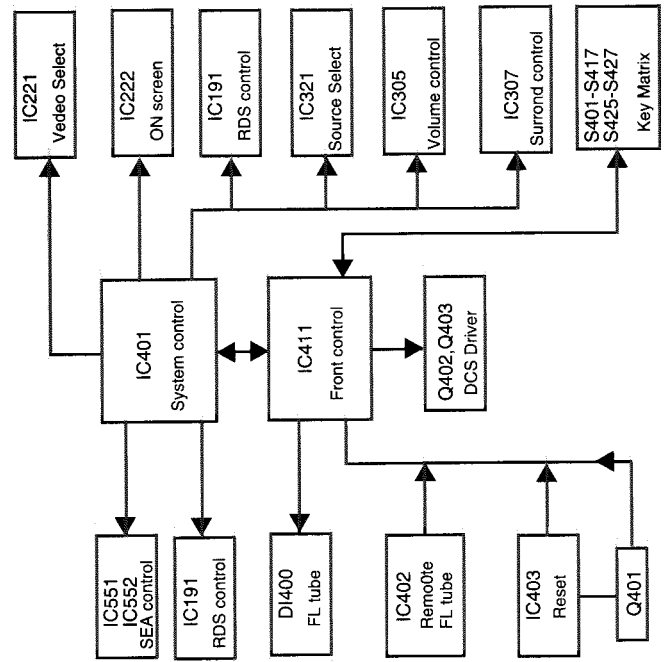 IC221
Vedeo Select
IC222
ON screen
IC191
RDS control
IC321
Source Select
IC305
Volume control
IC307
Surrond control
S401-S417
S425-S427
Key Matrix
IC401
System control
IC411
Front control
Q402,Q403
DCS Driver
IC551
IC552
SEA control
IC191
RDS control
DI400
FL tube
IC402
Remo0te
FL tube
IC403
Reset
Q401